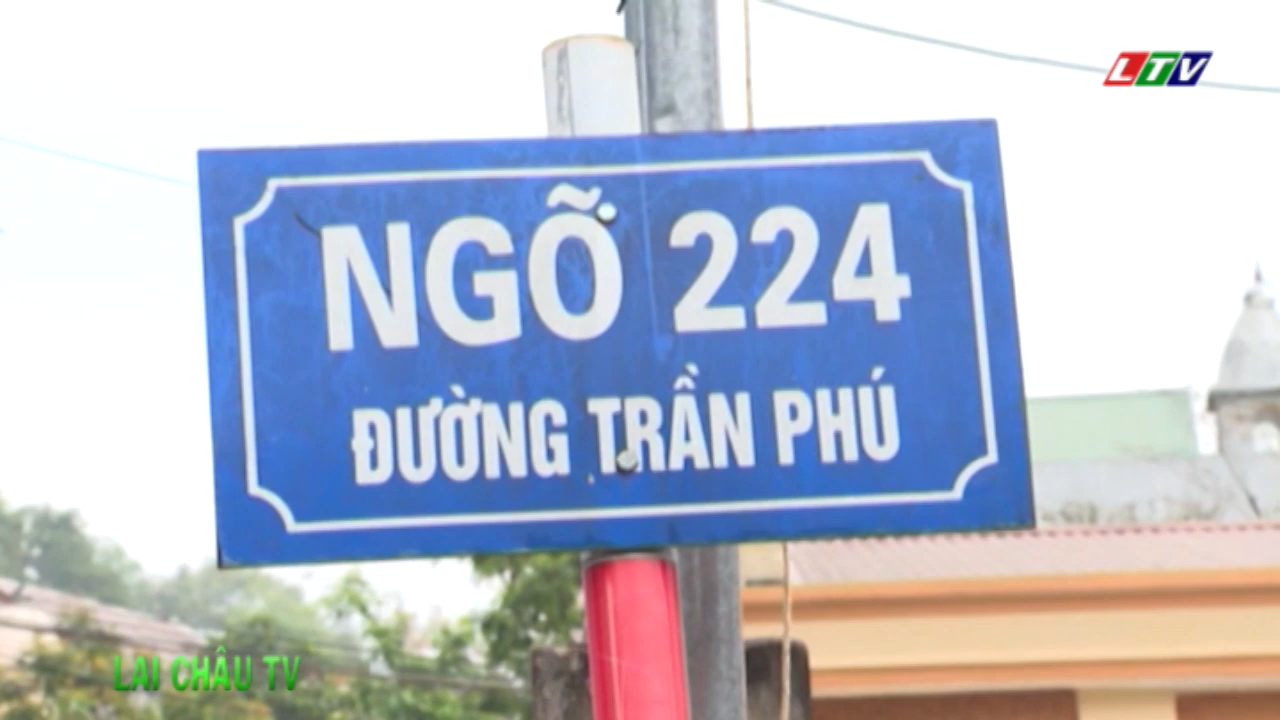 LTV
NGÕ 224
ĐƯỜNG TRẦN PHÚ
LAI CHÂU TV